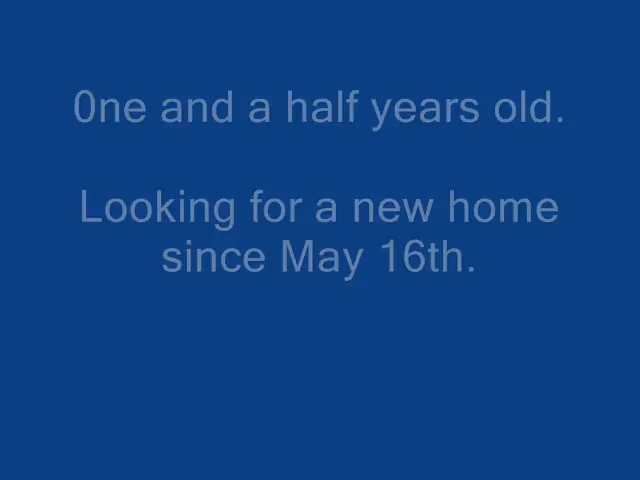 0ne and a half years old.
Looking for a new home
since May 16th.